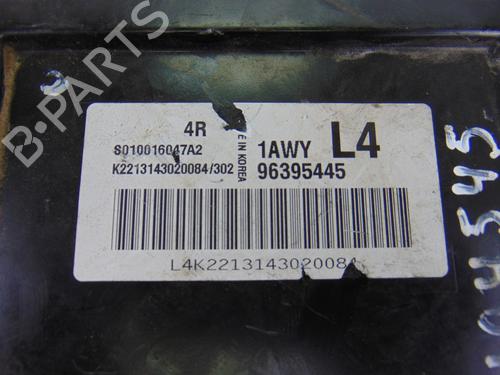 B-PARTS
4R
S010016047A2
E IN KOREA
1AWY L4
K2213143020084/302
96395445
L4K2213143020084